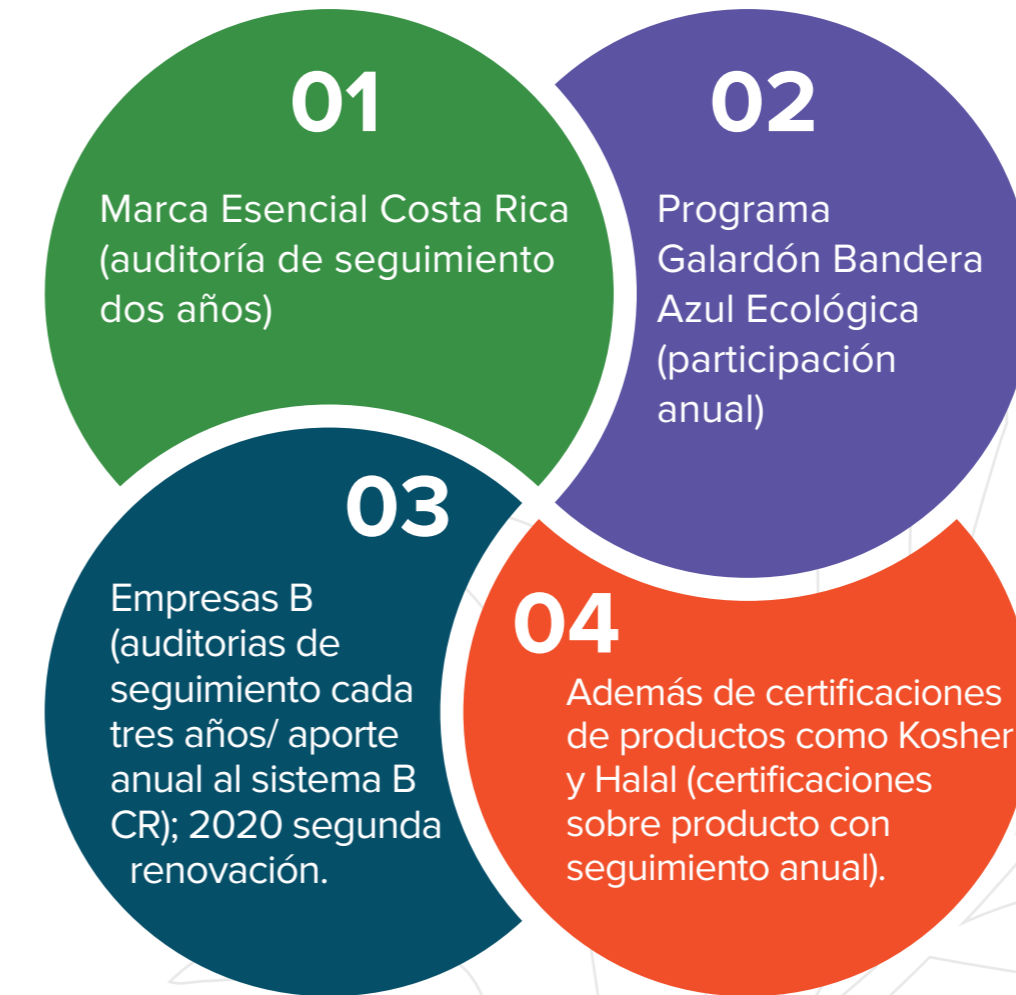 01
Marca Esencial Costa Rica
(auditoría de seguimiento
dos años)
02
Programa
Galardón Bandera
Azul Ecológica
(participación
anual)
03
Empresas B
(auditorias de
seguimiento cada
tres años/ aporte
anual al sistema B
CR); 2020 segunda
renovación.
04
Además de certificaciones
de productos como Kosher
y Halal (certificaciones
sobre producto con
seguimiento anual).